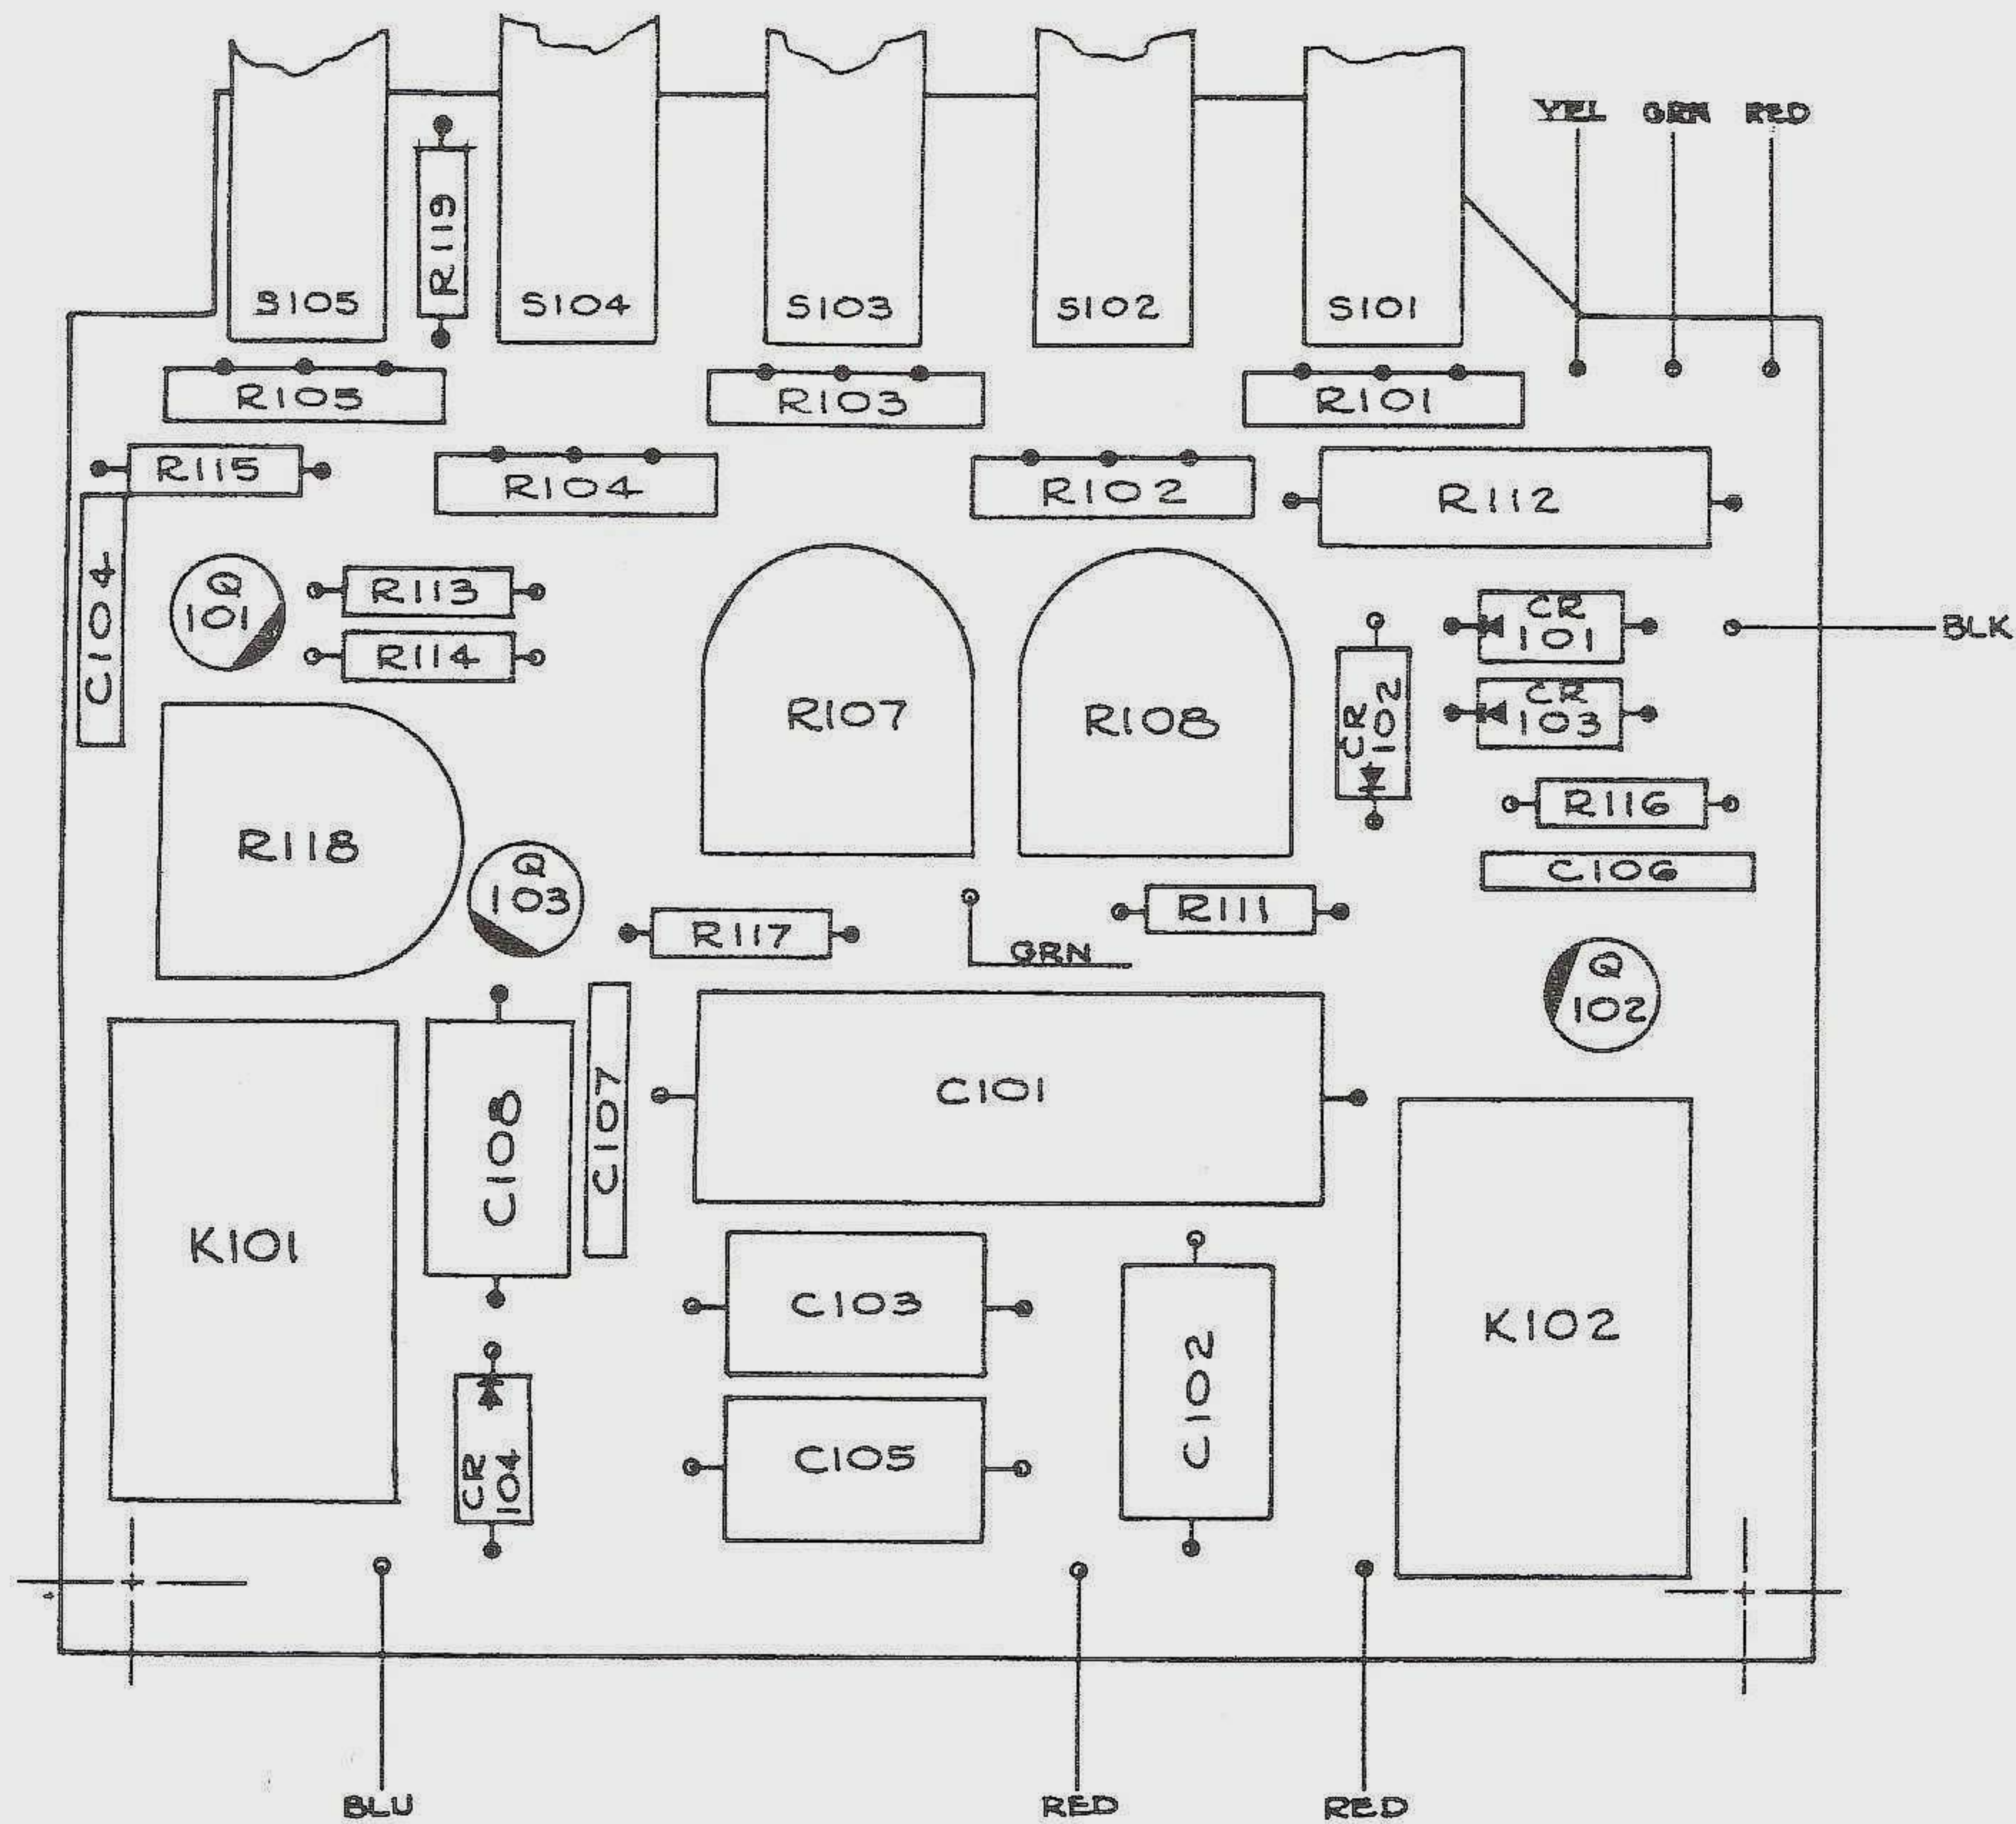 YEL GRN RED
R119
S105
S104
S103
S102
S101
R105
R103
R101
R115
R104
R102
R112
C104
Q
101
R113
R114
R107
R108
CR
102
CR
101
BLK
CR
103
R116
C106
R118
Q
103
R117
GRN
R111
Q
102
K101
C108
C107
C101
C103
C102
K102
CR
104
C105
BLU
RED
RED